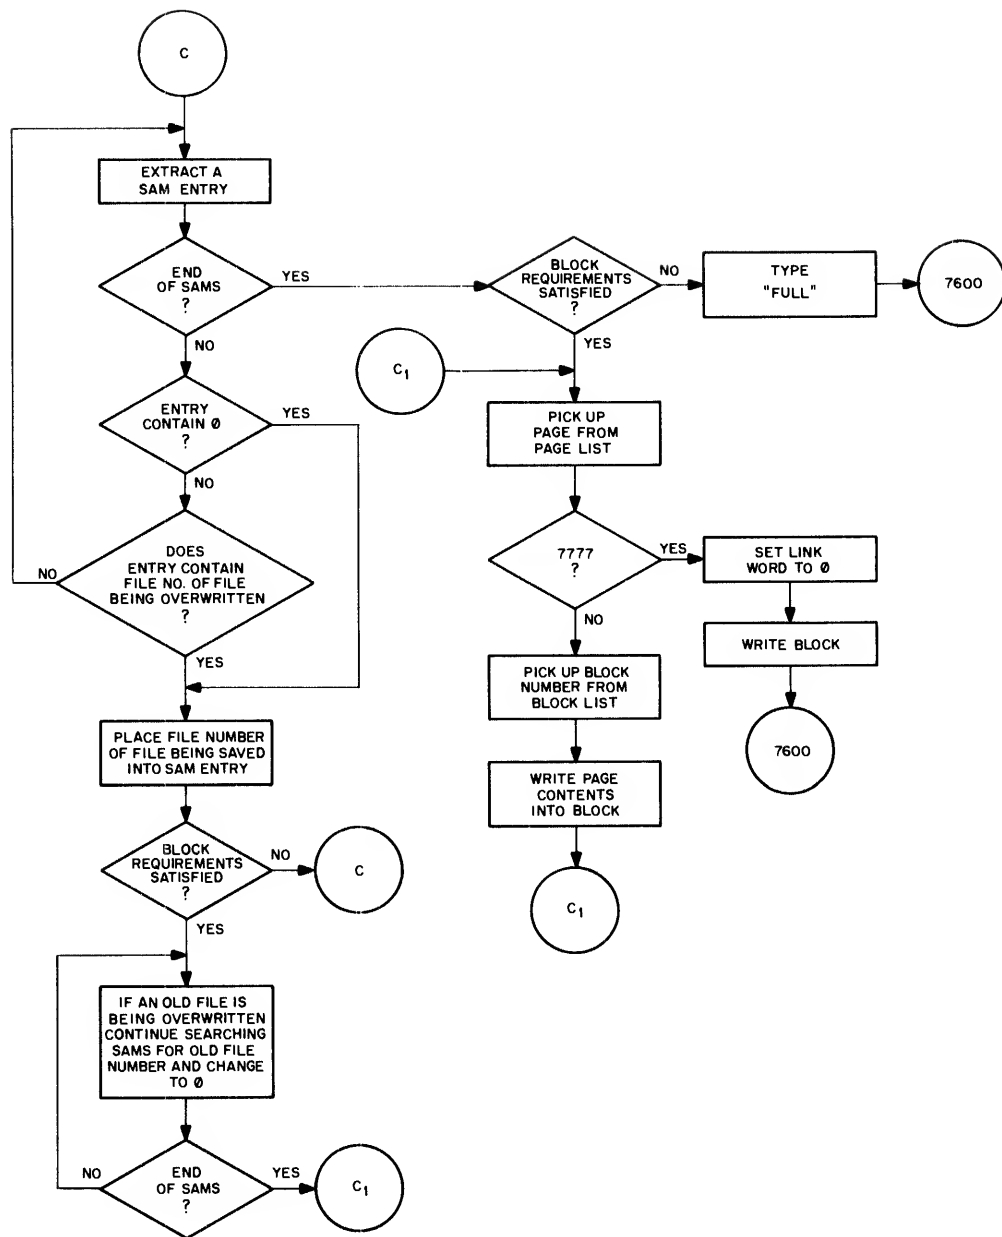 C
EXTRACT A
SAM ENTRY
END
OF SAMS
?
YES
NO
BLOCK
REQUIREMENTS
SATISFIED
?
NO
YES
TYPE
"FULL"
7600
C₁
ENTRY
CONTAIN Ø
?
YES
NO
PICK UP
PAGE FROM
PAGE LIST
DOES
ENTRY CONTAIN
FILE NO. OF FILE
BEING OVERWRITTEN
?
NO
YES
7777
?
YES
NO
SET LINK
WORD TO Ø
WRITE BLOCK
7600
PICK UP BLOCK
NUMBER FROM
BLOCK LIST
WRITE PAGE
CONTENTS
INTO BLOCK
C₁
PLACE FILE NUMBER
OF FILE BEING SAVED
INTO SAM ENTRY
BLOCK
REQUIREMENTS
SATISFIED
?
NO
C
YES
IF AN OLD FILE IS
BEING OVERWRITTEN
CONTINUE SEARCHING
SAMS FOR OLD FILE
NUMBER AND CHANGE
TO Ø
END
OF SAMS
?
NO
YES
C₁